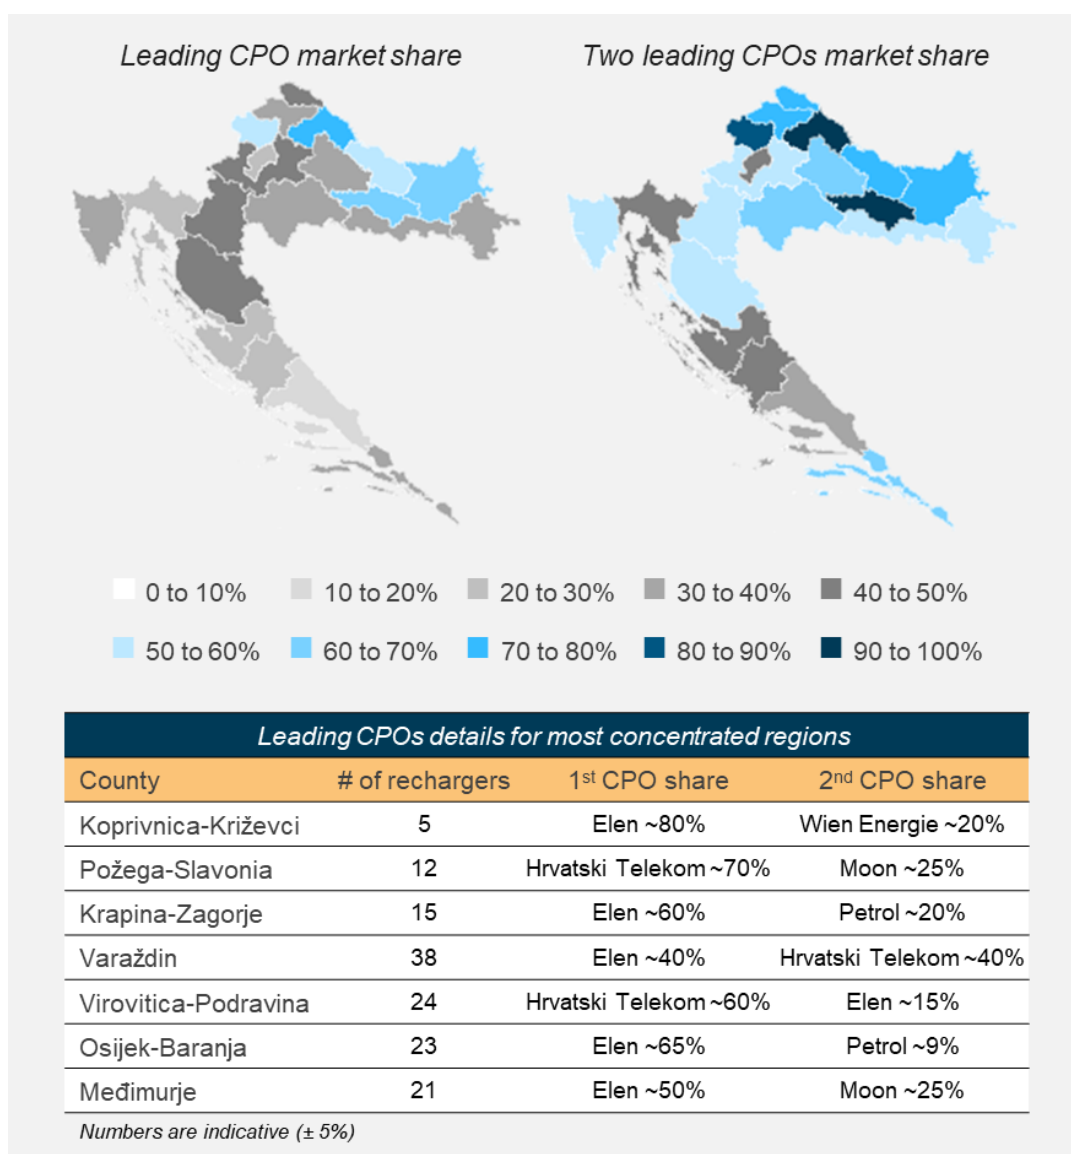 Leading CPO market share
Two leading CPOs market share
0 to 10% 10 to 20% 20 to 30% 30 to 40% 40 to 50%
50 to 60% 60 to 70% 70 to 80% 80 to 90% 90 to 100%
Leading CPOs details for most concentrated regions
County # of rechargers 1st CPO share 2nd CPO share
Koprivnica-Križevci 5 Elen ~80% Wien Energie ~20%
Požega-Slavonia 12 Hrvatski Telekom ~70% Moon ~25%
Krapina-Zagorje 15 Elen ~60% Petrol ~20%
Varaždin 38 Elen ~40% Hrvatski Telekom ~40%
Virovitica-Podravina 24 Hrvatski Telekom ~60% Elen ~15%
Osijek-Baranja 23 Elen ~65% Petrol ~9%
Međimurje 21 Elen ~50% Moon ~25%
Numbers are indicative (± 5%)